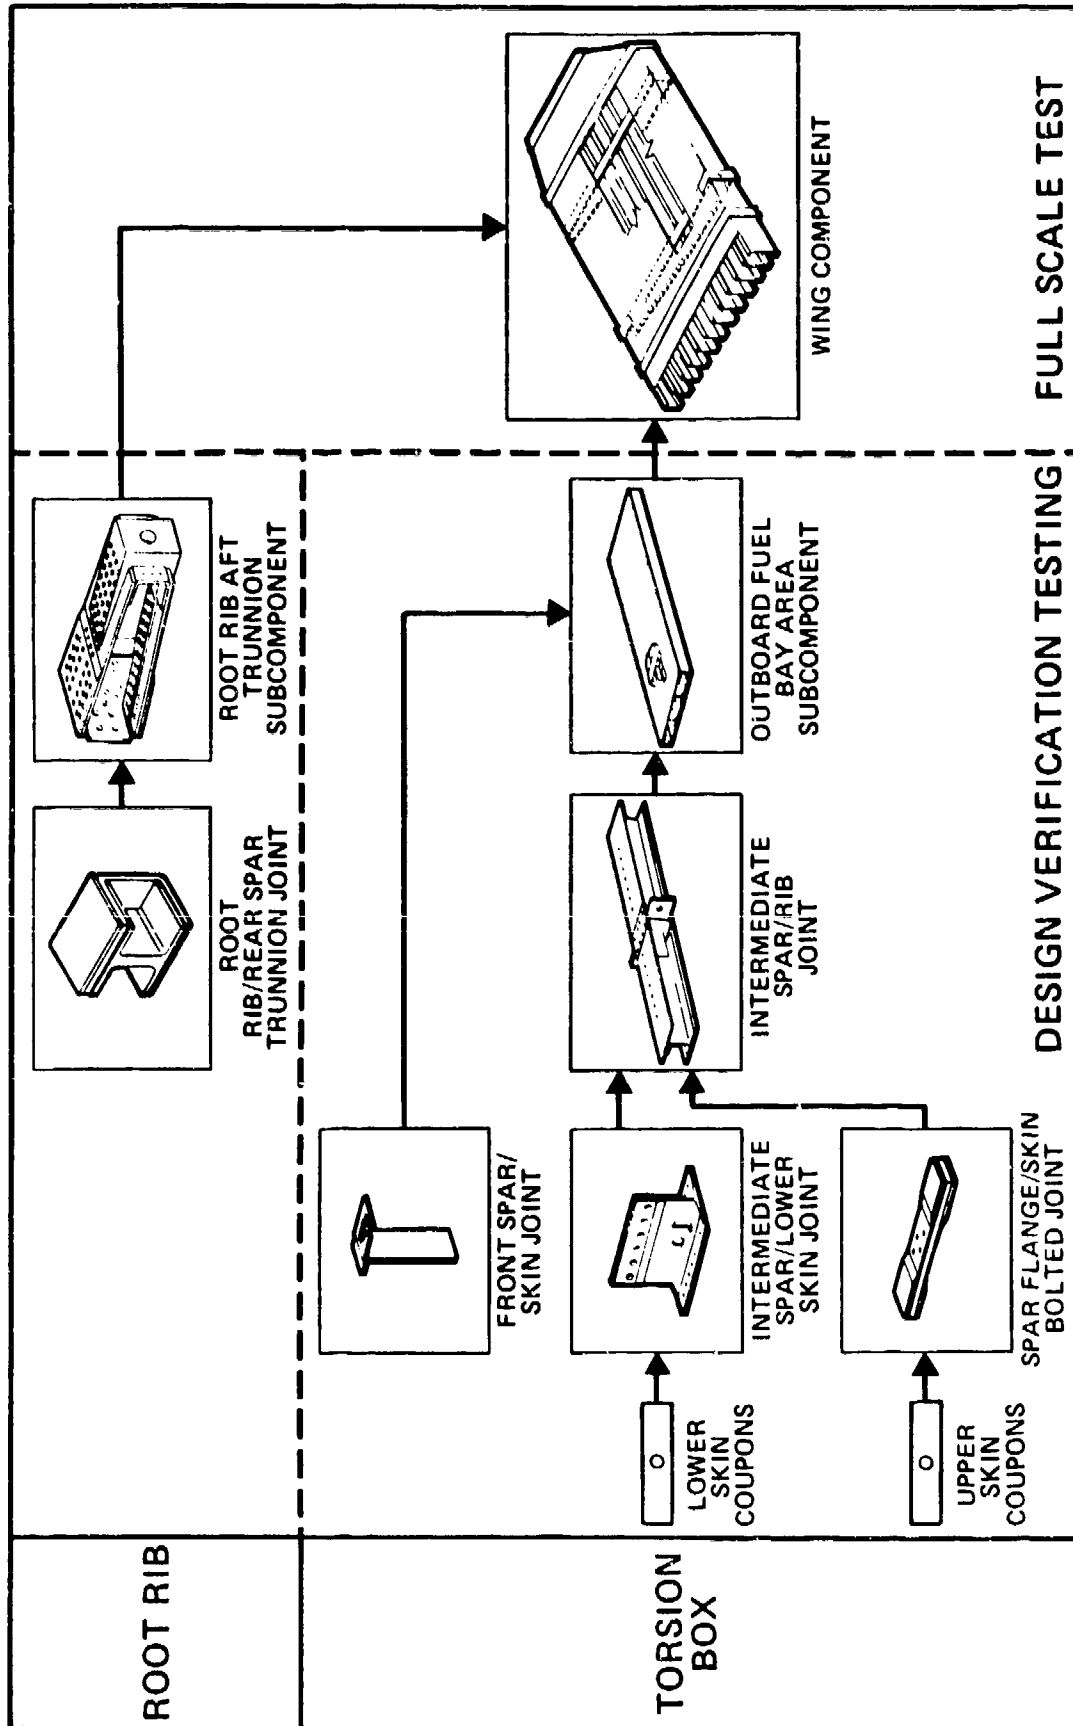 ROOT RIB
ROOT
RIB/REAR SPAR
TRUNNION JOINT
ROOT RIB AFT
TRUNNION
SUBCOMPONENT
TORSION
BOX
FRONT SPAR/
SKIN JOINT
LOWER
SKIN
COUPONS
INTERMEDIATE
SPAR/LOWER
SKIN JOINT
INTERMEDIATE
SPAR/RIB
JOINT
OUTBOARD FUEL
BAY AREA
SUBCOMPONENT
WING COMPONENT
UPPER
SKIN
COUPONS
SPAR FLANGE/SKIN
BOLTED JOINT
DESIGN VERIFICATION TESTING
FULL SCALE TEST